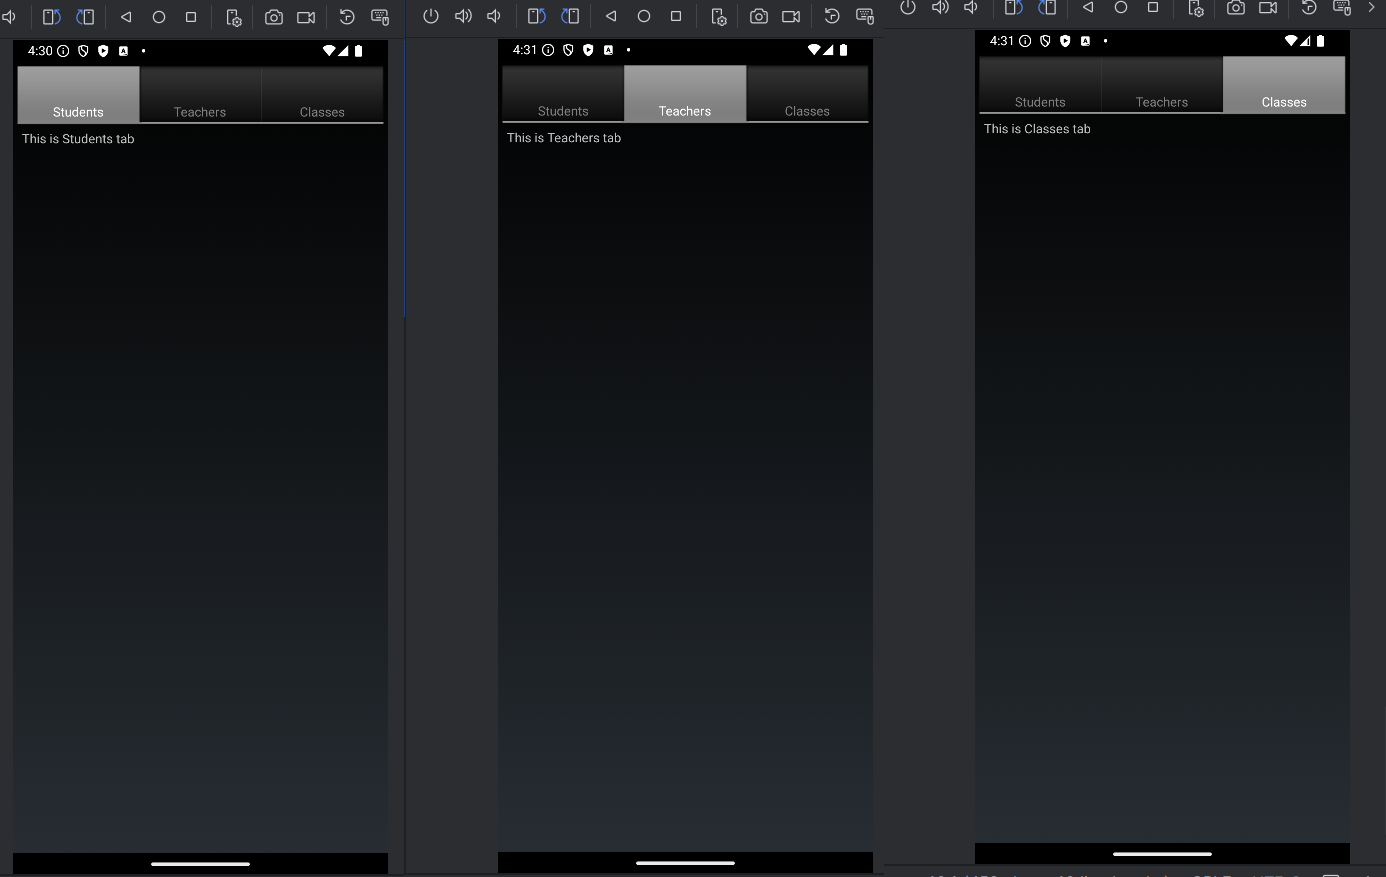 4:30
Students Teachers Classes
This is Students tab
4:31
Students Teachers Classes
This is Teachers tab
4:31
Students Teachers Classes
This is Classes tab